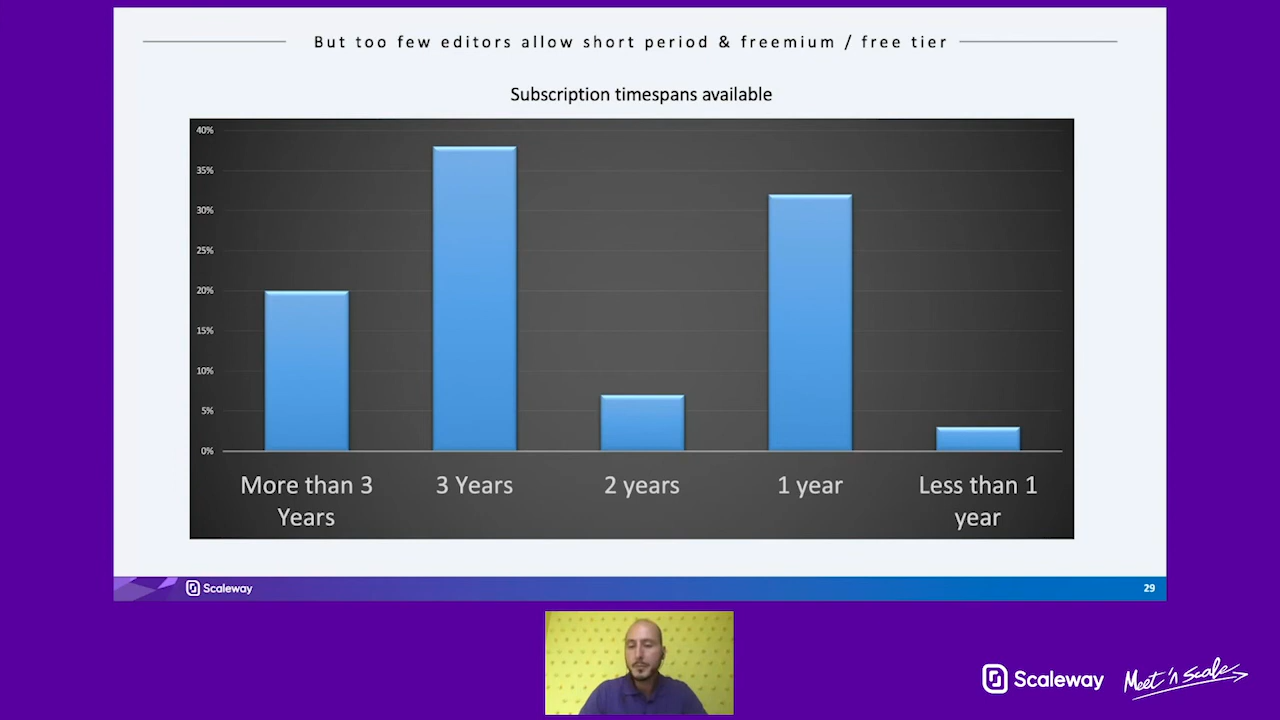 But too few editors allow short period & freemium / free tier
Subscription timespans available
40%
35%
30%
25%
20%
15%
10%
5%
0%
More than 3
Years
3 Years
2 years
1 year
Less than 1
year
Scaleway
29
Scaleway
Meet 'n Scale